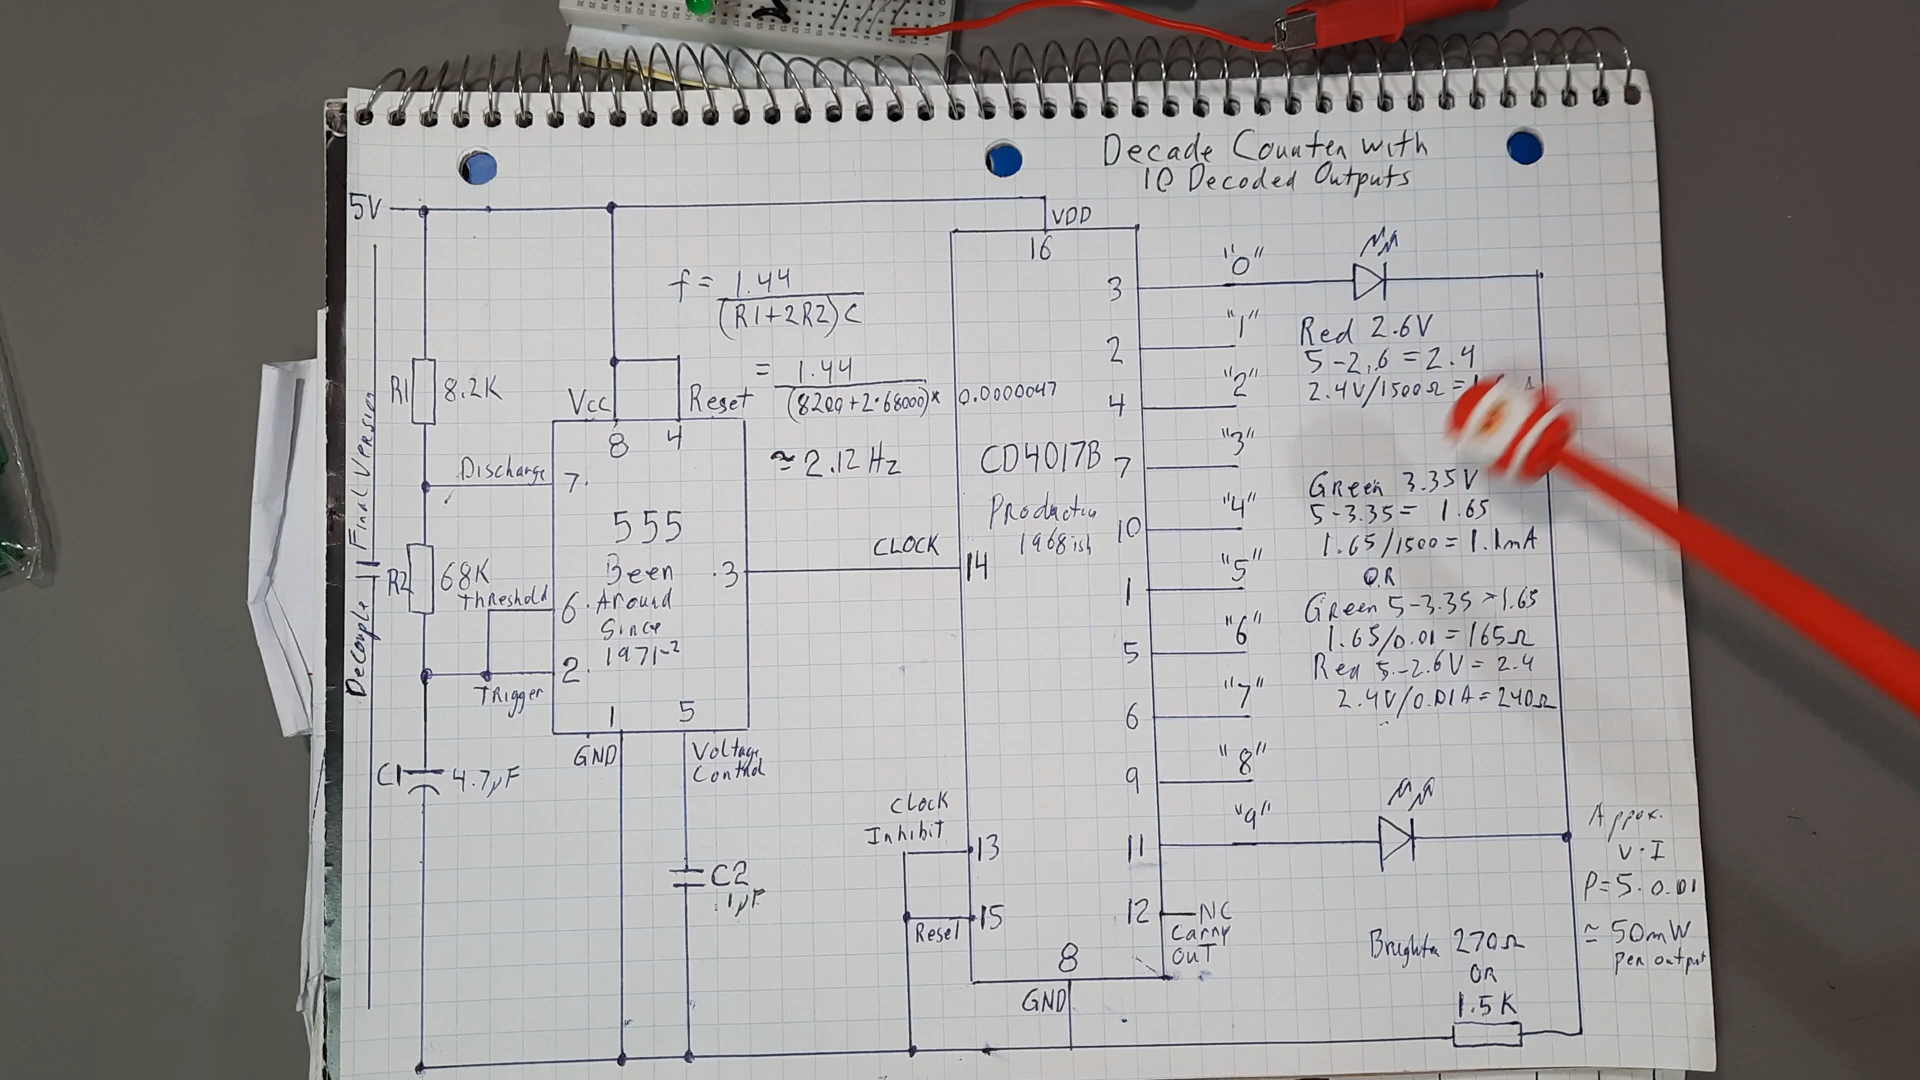 Decade Counter with
10 Decoded Outputs
5V
VDD
16
f = 1.44
(R1+2R2)C
= 1.44
(8200+2·68000)* 0.0000047
≈ 2.12 Hz
R1 8.2K
Vcc
Reset
8 4
Discharge 7
555
Been
Around
Since
1971-2
3
CLOCK
14
R2 68K
Threshold
6
2
Trigger
1 5
GND
Voltage
Control
C1 4.7µF
C2
.1µF
Decouple
Final Version
CD4017B
Production
1968ish
3 "0"
2 "1"
4 "2"
7 "3"
10 "4"
1 "5"
5 "6"
6 "7"
9 "8"
11 "9"
12 NC
Carry
OUT
Clock
Inhibit
13
15
Reset
8
GND
Red 2.6V
5-2.6 = 2.4
2.4V/1500Ω =
Green 3.35V
5-3.35 = 1.65
1.65/1500 = 1.1mA
OR
Green 5-3.35 = 1.65
1.65/0.01 = 165Ω
Red 5-2.6V = 2.4
2.4V/0.01A = 240Ω
Appox.
V·I
P=5·0.01
≈ 50mW
per output
Brighter 270Ω
OR
1.5K